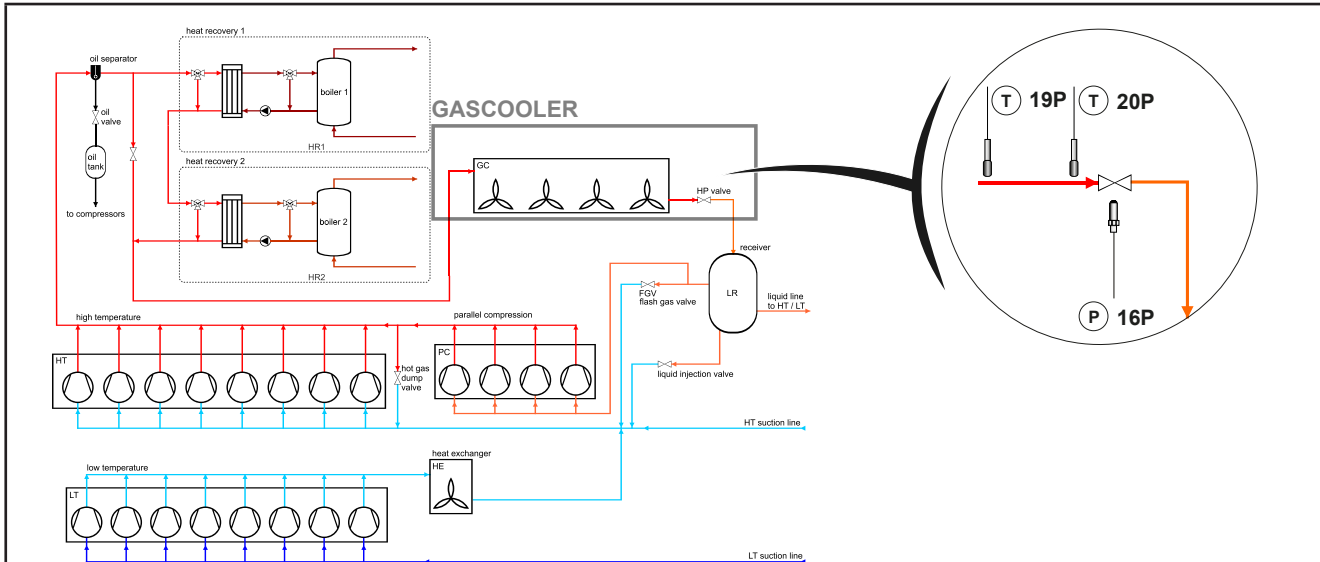 heat recovery 1
oil separator
boiler 1
oil
valve
oil
tank
HR1
to compressors
heat recovery 2
boiler 2
HR2
GASCOOLER
GC
HP valve
receiver
LR
FGV
flash gas valve
liquid line
to HT / LT
liquid injection valve
T 19P
T 20P
P 16P
high temperature
parallel compression
HT
hot gas
dump
valve
PC
HT suction line
low temperature
heat exchanger
HE
LT
LT suction line